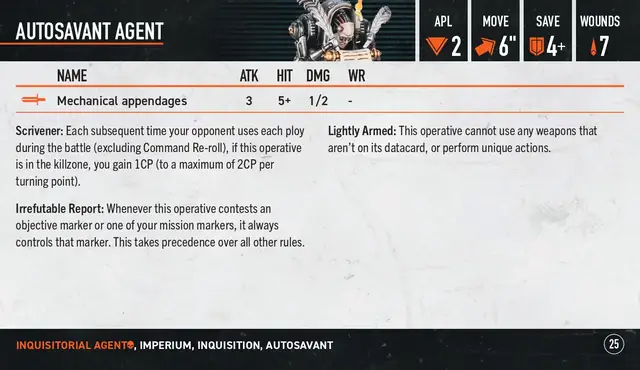 AUTOSAVANT AGENT
APL
2
MOVE
6"
SAVE
4+
WOUNDS
7
NAME ATK HIT DMG WR
Mechanical appendages 3 5+ 1/2 -
Scrivener: Each subsequent time your opponent uses each ploy
during the battle (excluding Command Re-roll), if this operative
is in the killzone, you gain 1CP (to a maximum of 2CP per
turning point).
Irrefutable Report: Whenever this operative contests an
objective marker or one of your mission markers, it always
controls that marker. This takes precedence over all other rules.
Lightly Armed: This operative cannot use any weapons that
aren't on its datacard, or perform unique actions.
INQUISITORIAL AGENT, IMPERIUM, INQUISITION, AUTOSAVANT
25